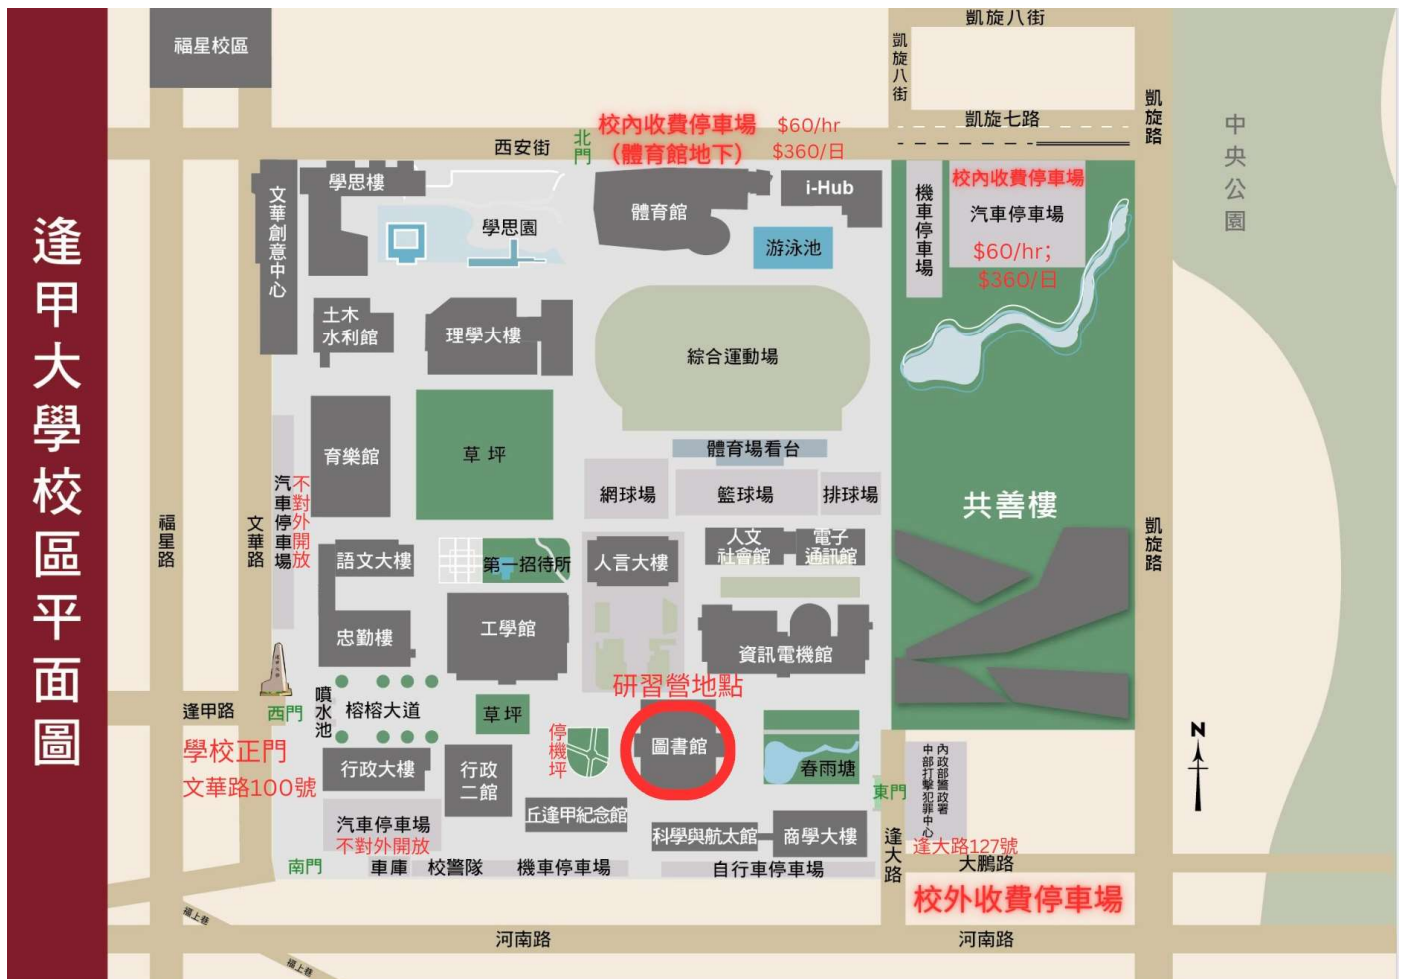 逢甲大學校區平面圖
福星校區
凱旋八街
凱旋八街
凱旋七路
凱旋路
中央公園
西安街
北門
校內收費停車場
（體育館地下）
$60/hr
$360/日
文華創意中心
學思樓
學思園
體育館
i-Hub
游泳池
機車停車場
校內收費停車場
汽車停車場
$60/hr;
$360/日
土木
水利館
理學大樓
綜合運動場
育樂館
草坪
體育場看台
網球場
籃球場
排球場
共善樓
汽車停車場
不對外開放
福星路
文華路
凱旋路
語文大樓
第一招待所
人言大樓
人文
社會館
電子
通訊館
忠勤樓
工學館
資訊電機館
研習營地點
逢甲路
西門
噴水池
榕榕大道
草坪
停機坪
圖書館
春雨塘
學校正門
文華路100號
行政大樓
行政
二館
丘逢甲紀念館
科學與航太館
商學大樓
東門
內政部警政署
中部打擊犯罪中心
逢大路127號
N
汽車停車場
不對外開放
南門
車庫
校警隊
機車停車場
自行車停車場
逢大路
大鵬路
校外收費停車場
福上巷
河南路
河南路
福上巷